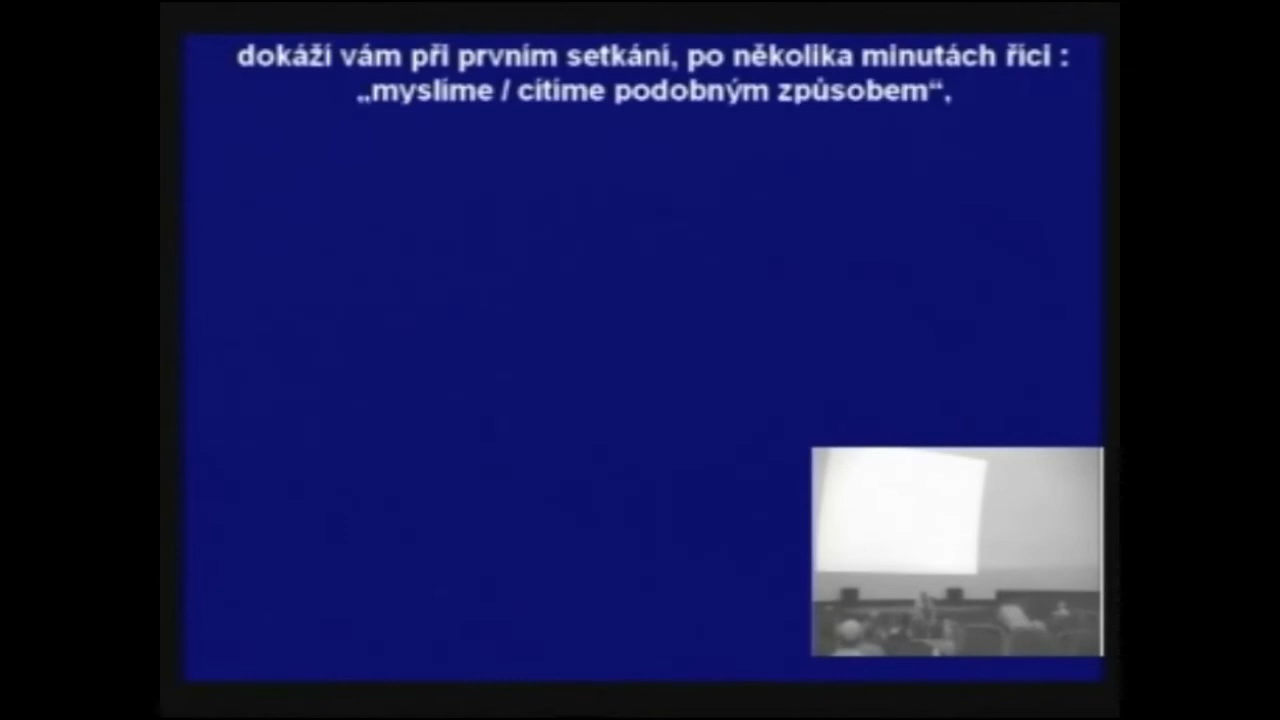 dokáží vám při prvním setkání, po několika minutách říci :
„myslíme / cítíme podobným způsobem“,